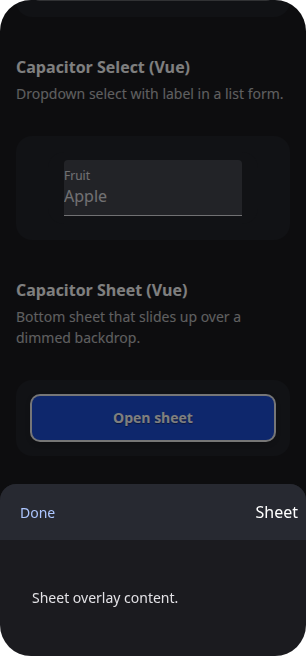 Capacitor Select (Vue)
Dropdown select with label in a list form.
Fruit
Apple
Capacitor Sheet (Vue)
Bottom sheet that slides up over a
dimmed backdrop.
Open sheet
Done
Sheet
Sheet overlay content.